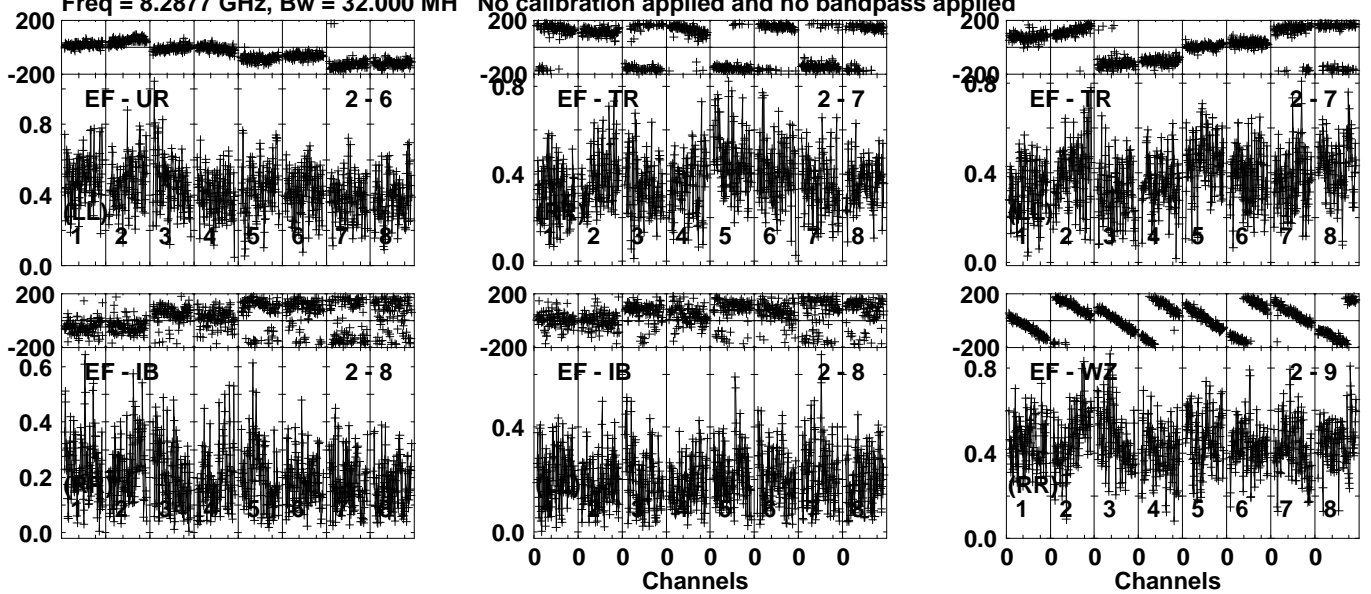 Freq = 8.2877 GHz, Bw = 32.000 MH No calibration applied and no bandpass applied
200 200 200
-200 -200 -200
EF - UR 2 - 6 EF - TR 2 - 7 EF - TR 2 - 7
0.8 0.8 0.8
0.4 0.4 0.4
(LL)
1 2 3 4 5 6 7 8 1 2 3 4 5 6 7 8 1 2 3 4 5 6 7 8
0.0 0.0 0.0
200 200 200
-200 -200 -200
EF - IB 2 - 8 EF - IB 2 - 8 EF - WZ 2 - 9
0.6 0.8
0.4 0.4 0.4
0.2 (RR)
1 2 3 4 5 6 7 8 1 2 3 4 5 6 7 8 1 2 3 4 5 6 7 8
0.0 0.0 0.0
0 0 0 0 0 0 0 0 0 0 0 0 0 0 0 0
Channels Channels